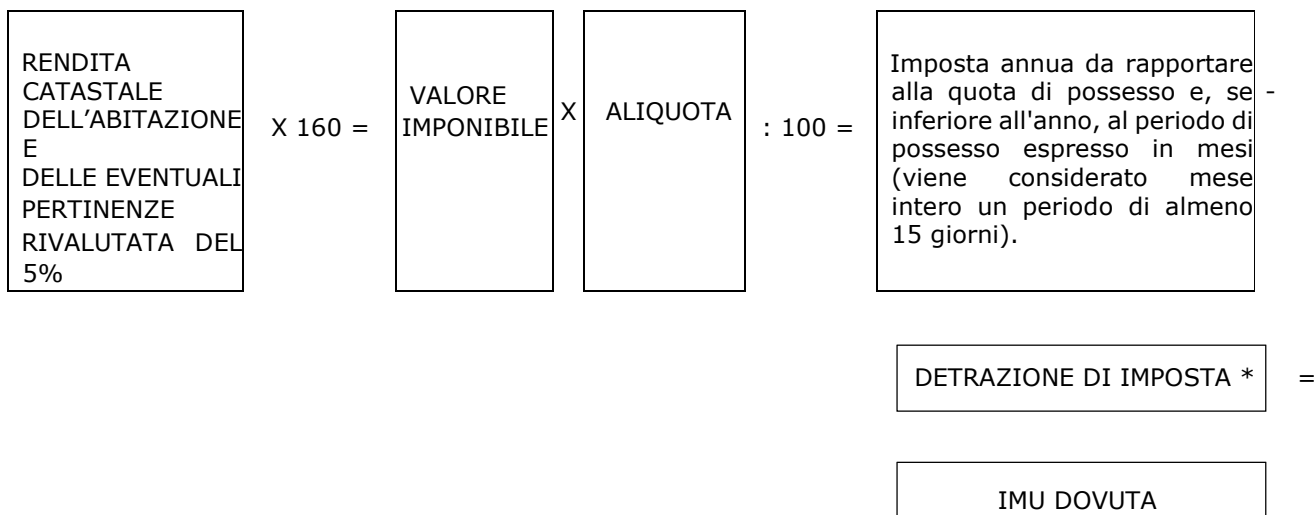 RENDITA
CATASTALE
DELL’ABITAZIONE
E
DELLE EVENTUALI
PERTINENZE
RIVALUTATA DEL
5%
X 160 =
VALORE
IMPONIBILE
X
ALIQUOTA
: 100 =
Imposta annua da rapportare
alla quota di possesso e, se -
inferiore all'anno, al periodo di
possesso espresso in mesi
(viene considerato mese
intero un periodo di almeno
15 giorni).
DETRAZIONE DI IMPOSTA * =
IMU DOVUTA